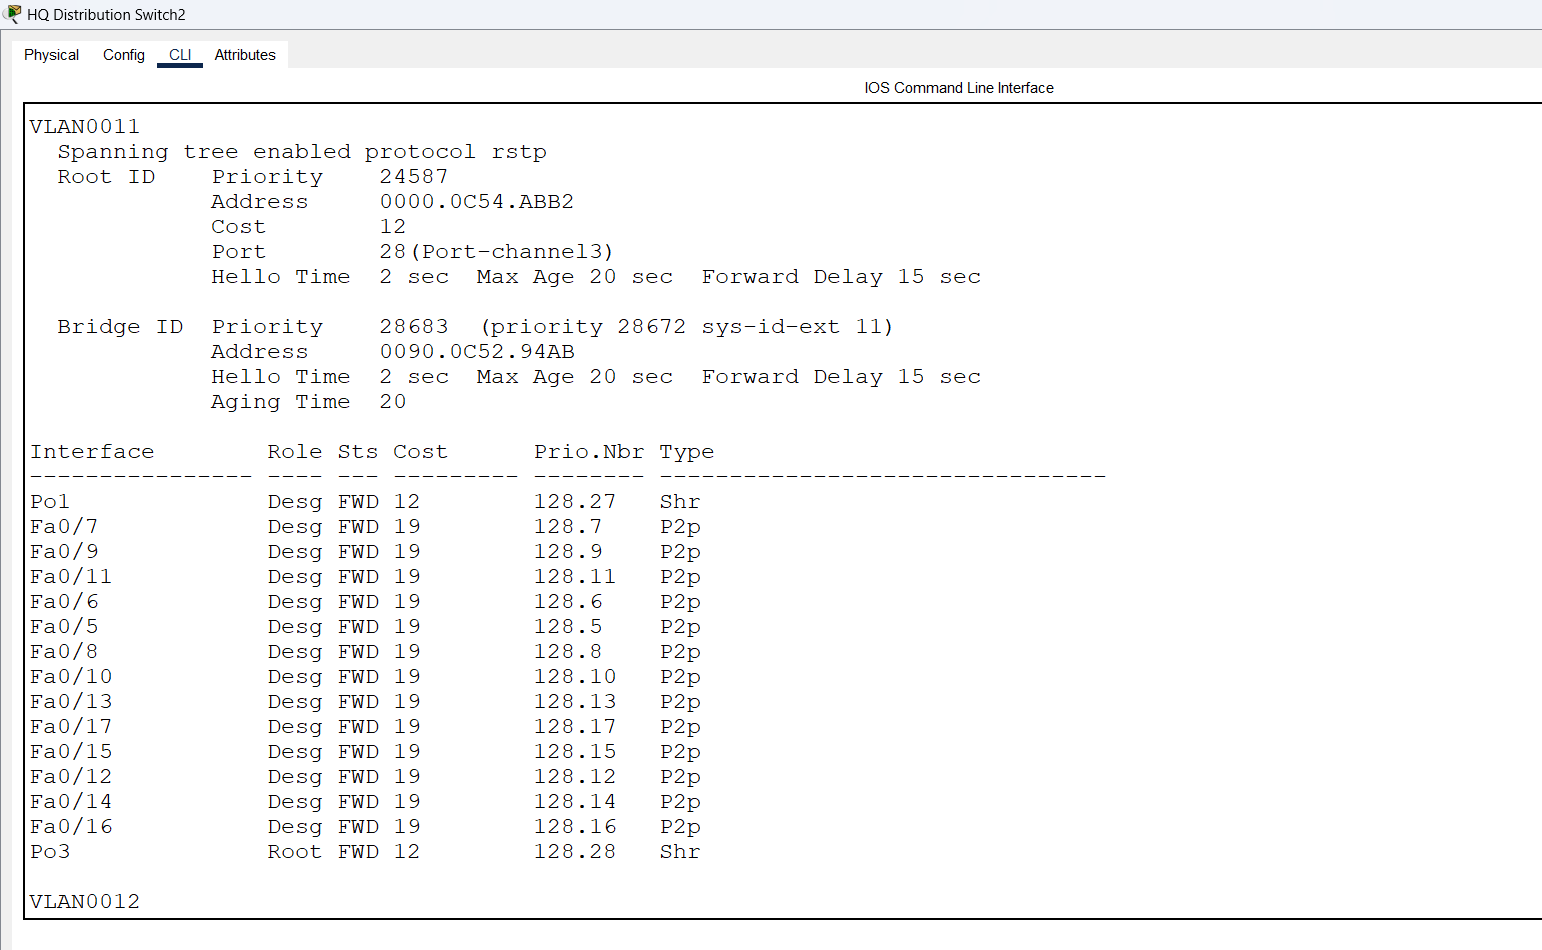 HQ Distribution Switch2
Physical Config CLI Attributes
IOS Command Line Interface
VLAN0011
  Spanning tree enabled protocol rstp
  Root ID    Priority    24587
             Address     0000.0C54.ABB2
             Cost        12
             Port        28(Port-channel3)
             Hello Time  2 sec  Max Age 20 sec  Forward Delay 15 sec

  Bridge ID  Priority    28683  (priority 28672 sys-id-ext 11)
             Address     0090.0C52.94AB
             Hello Time  2 sec  Max Age 20 sec  Forward Delay 15 sec
             Aging Time  20

Interface        Role Sts Cost      Prio.Nbr Type
---------------- ---- --- --------- -------- --------------------------------
Po1              Desg FWD 12        128.27   Shr
Fa0/7            Desg FWD 19        128.7    P2p
Fa0/9            Desg FWD 19        128.9    P2p
Fa0/11           Desg FWD 19        128.11   P2p
Fa0/6            Desg FWD 19        128.6    P2p
Fa0/5            Desg FWD 19        128.5    P2p
Fa0/8            Desg FWD 19        128.8    P2p
Fa0/10           Desg FWD 19        128.10   P2p
Fa0/13           Desg FWD 19        128.13   P2p
Fa0/17           Desg FWD 19        128.17   P2p
Fa0/15           Desg FWD 19        128.15   P2p
Fa0/12           Desg FWD 19        128.12   P2p
Fa0/14           Desg FWD 19        128.14   P2p
Fa0/16           Desg FWD 19        128.16   P2p
Po3              Root FWD 12        128.28   Shr

VLAN0012